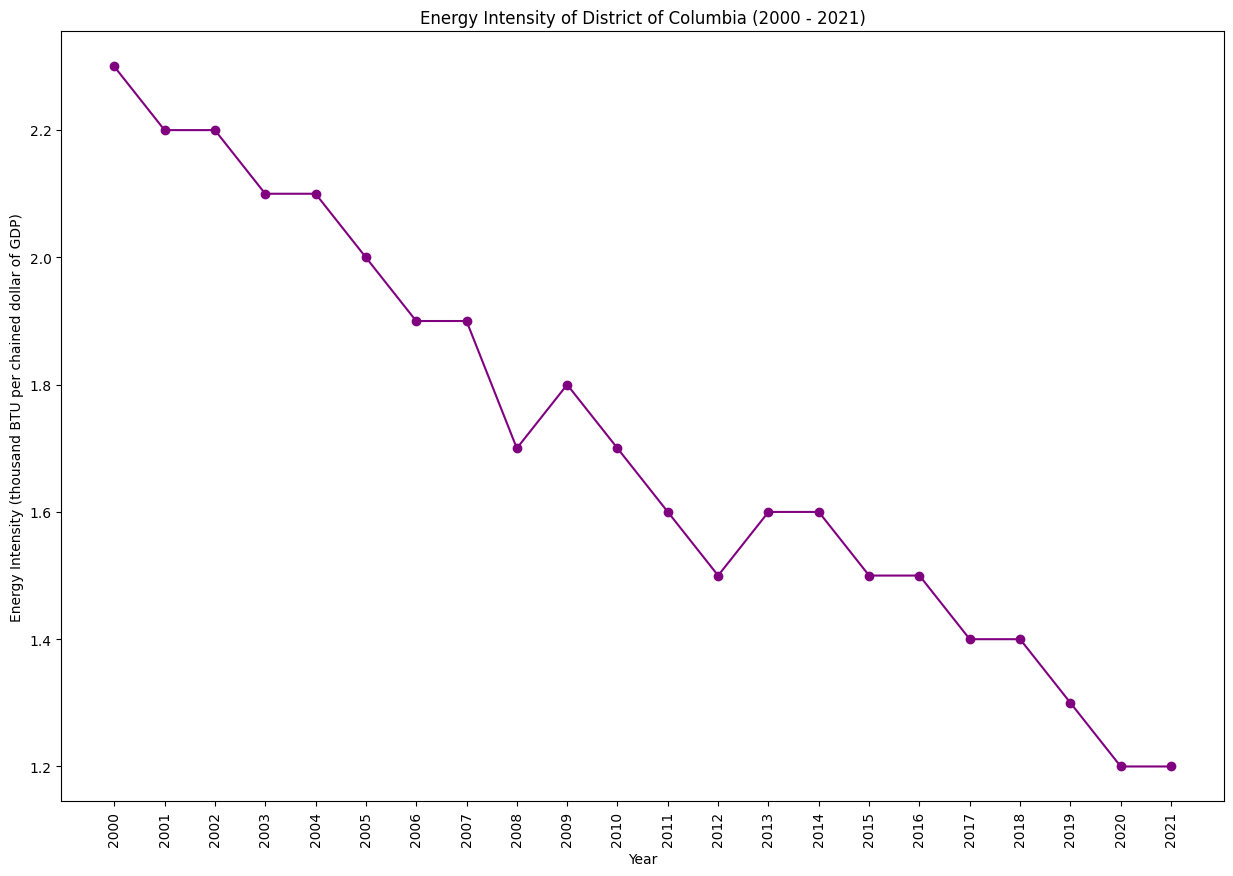 Energy Intensity of District of Columbia (2000 - 2021)
Energy Intensity (thousand BTU per chained dollar of GDP)
2.2
2.0
1.8
1.6
1.4
1.2
2000 2001 2002 2003 2004 2005 2006 2007 2008 2009 2010 2011 2012 2013 2014 2015 2016 2017 2018 2019 2020 2021
Year